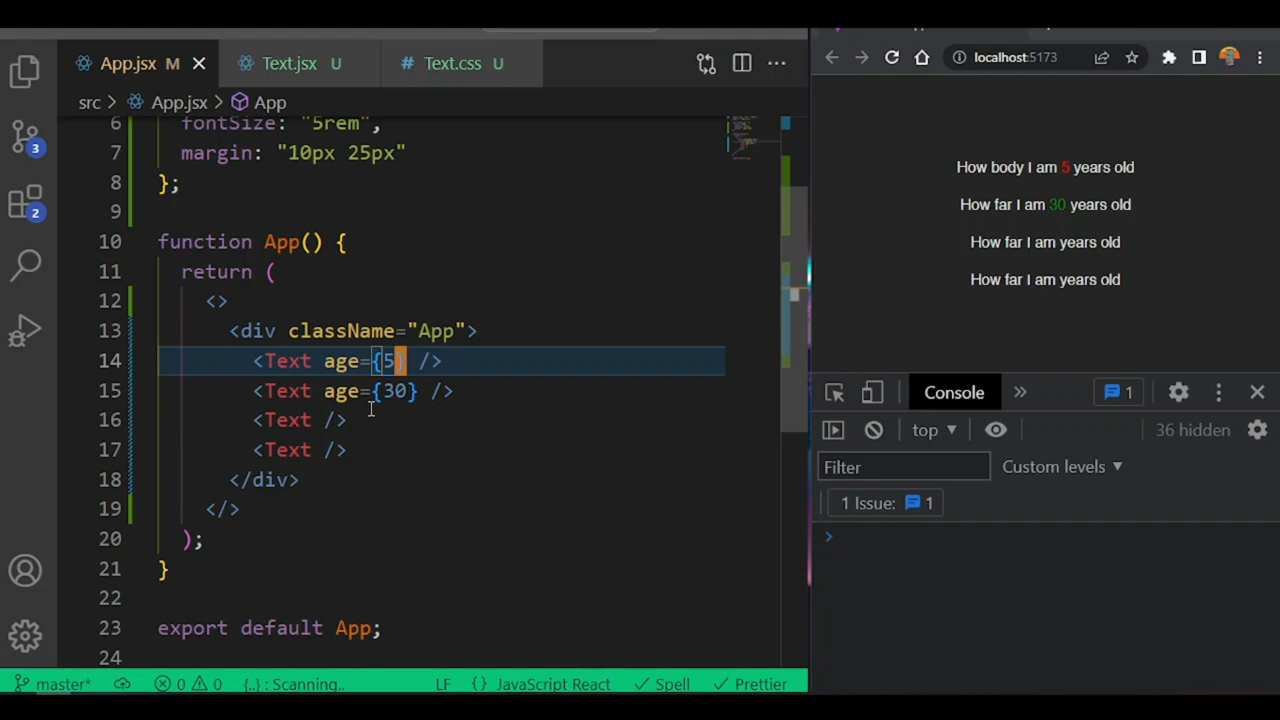 App.jsx M
Text.jsx U
# Text.css U
src > App.jsx > App
6 fontSize: "5rem",
7 margin: "10px 25px"
8 };
9
10 function App() {
11 return (
12 <>
13 <div className="App">
14 <Text age={5} />
15 <Text age={30} />
16 <Text />
17 <Text />
18 </div>
19 </>
20 );
21 }
22
23 export default App;
24
3
2
master* 0 0 {..} : Scanning.. LF {} JavaScript React Spell Prettier
localhost:5173
How body I am 5 years old
How far I am 30 years old
How far I am years old
How far I am years old
Console » 1
top 36 hidden
Filter Custom levels
1 Issue: 1